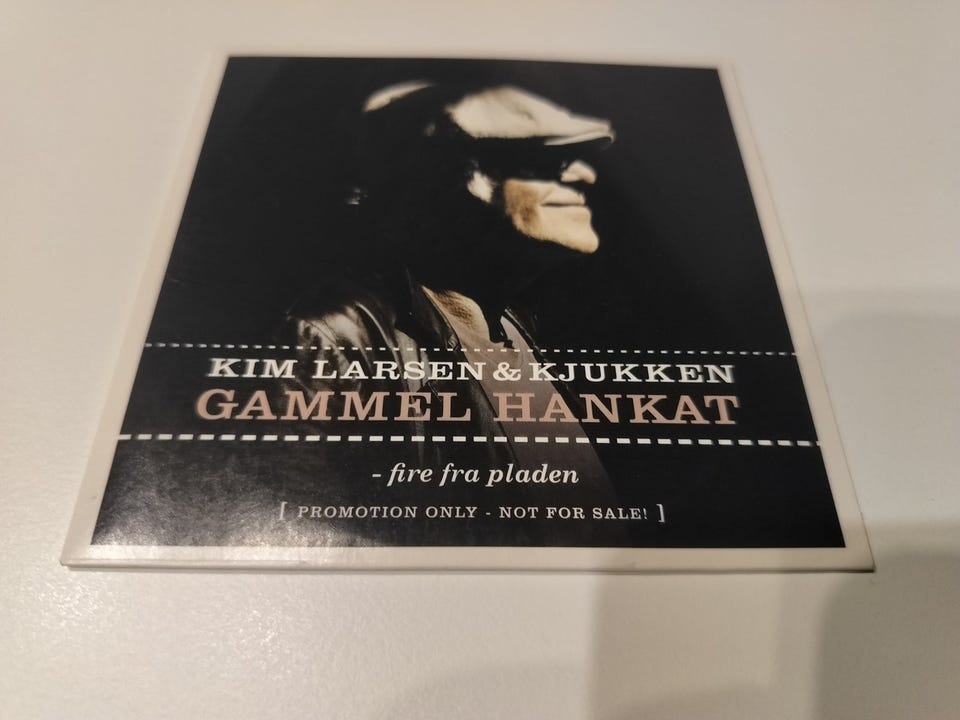 KIM LARSEN & KJUKKEN
GAMMEL HANKAT
- fire fra pladen
[ PROMOTION ONLY - NOT FOR SALE! ]